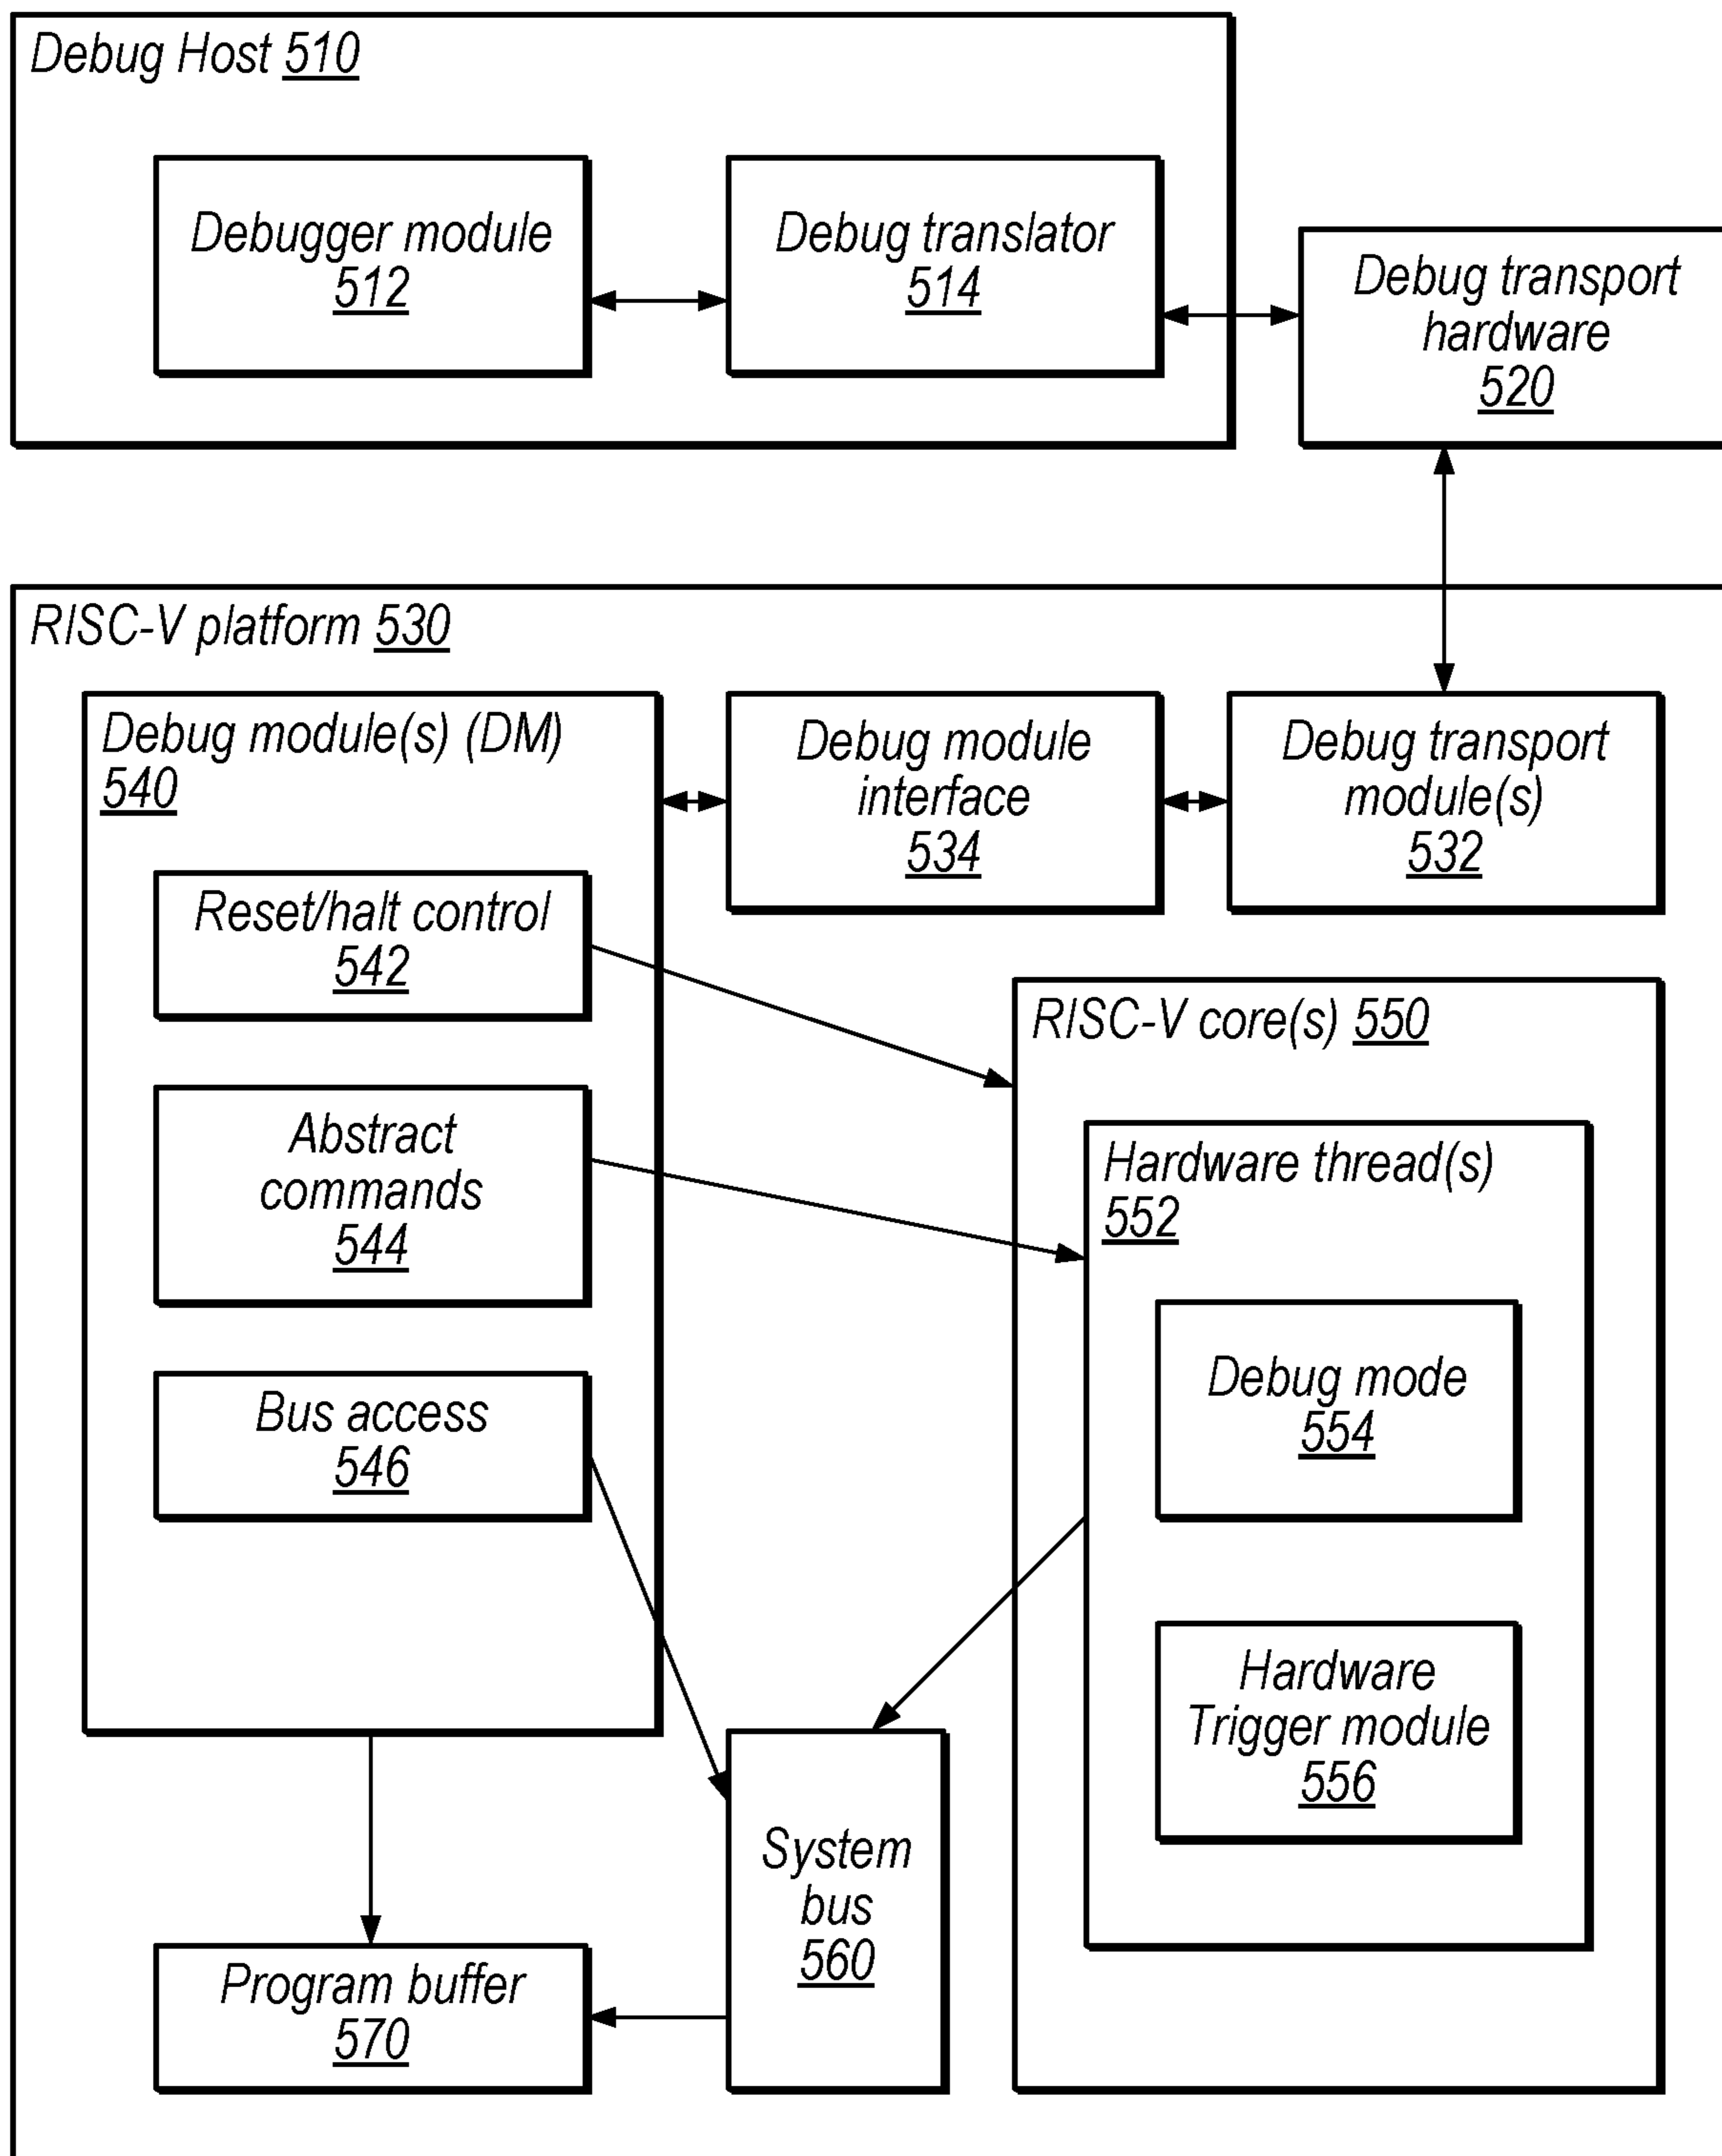 Debug Host 510
Debugger module
512
Debug translator
514
Debug transport
hardware
520
RISC-V platform 530
Debug module(s) (DM)
540
Debug module
interface
534
Debug transport
module(s)
532
Reset/halt control
542
Abstract
commands
544
Bus access
546
RISC-V core(s) 550
Hardware thread(s)
552
Debug mode
554
Hardware
Trigger module
556
System
bus
560
Program buffer
570